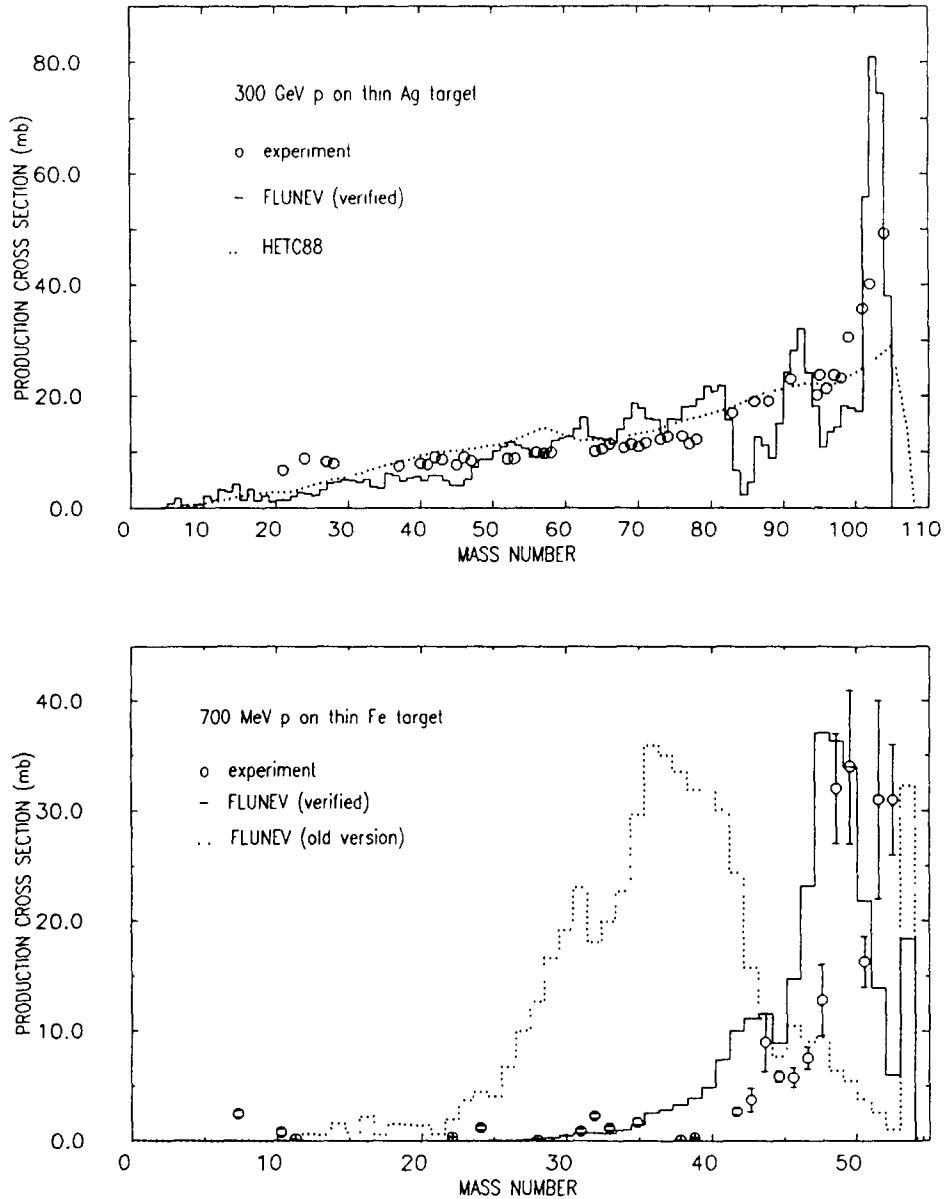 PRODUCTION CROSS SECTION (mb)
80.0
60.0
40.0
20.0
0.0
300 GeV p on thin Ag target
o experiment
- FLUNEV (verified)
.. HETC88
0 10 20 30 40 50 60 70 80 90 100 110
MASS NUMBER
PRODUCTION CROSS SECTION (mb)
40.0
30.0
20.0
10.0
0.0
700 MeV p on thin Fe target
o experiment
- FLUNEV (verified)
.. FLUNEV (old version)
0 10 20 30 40 50
MASS NUMBER